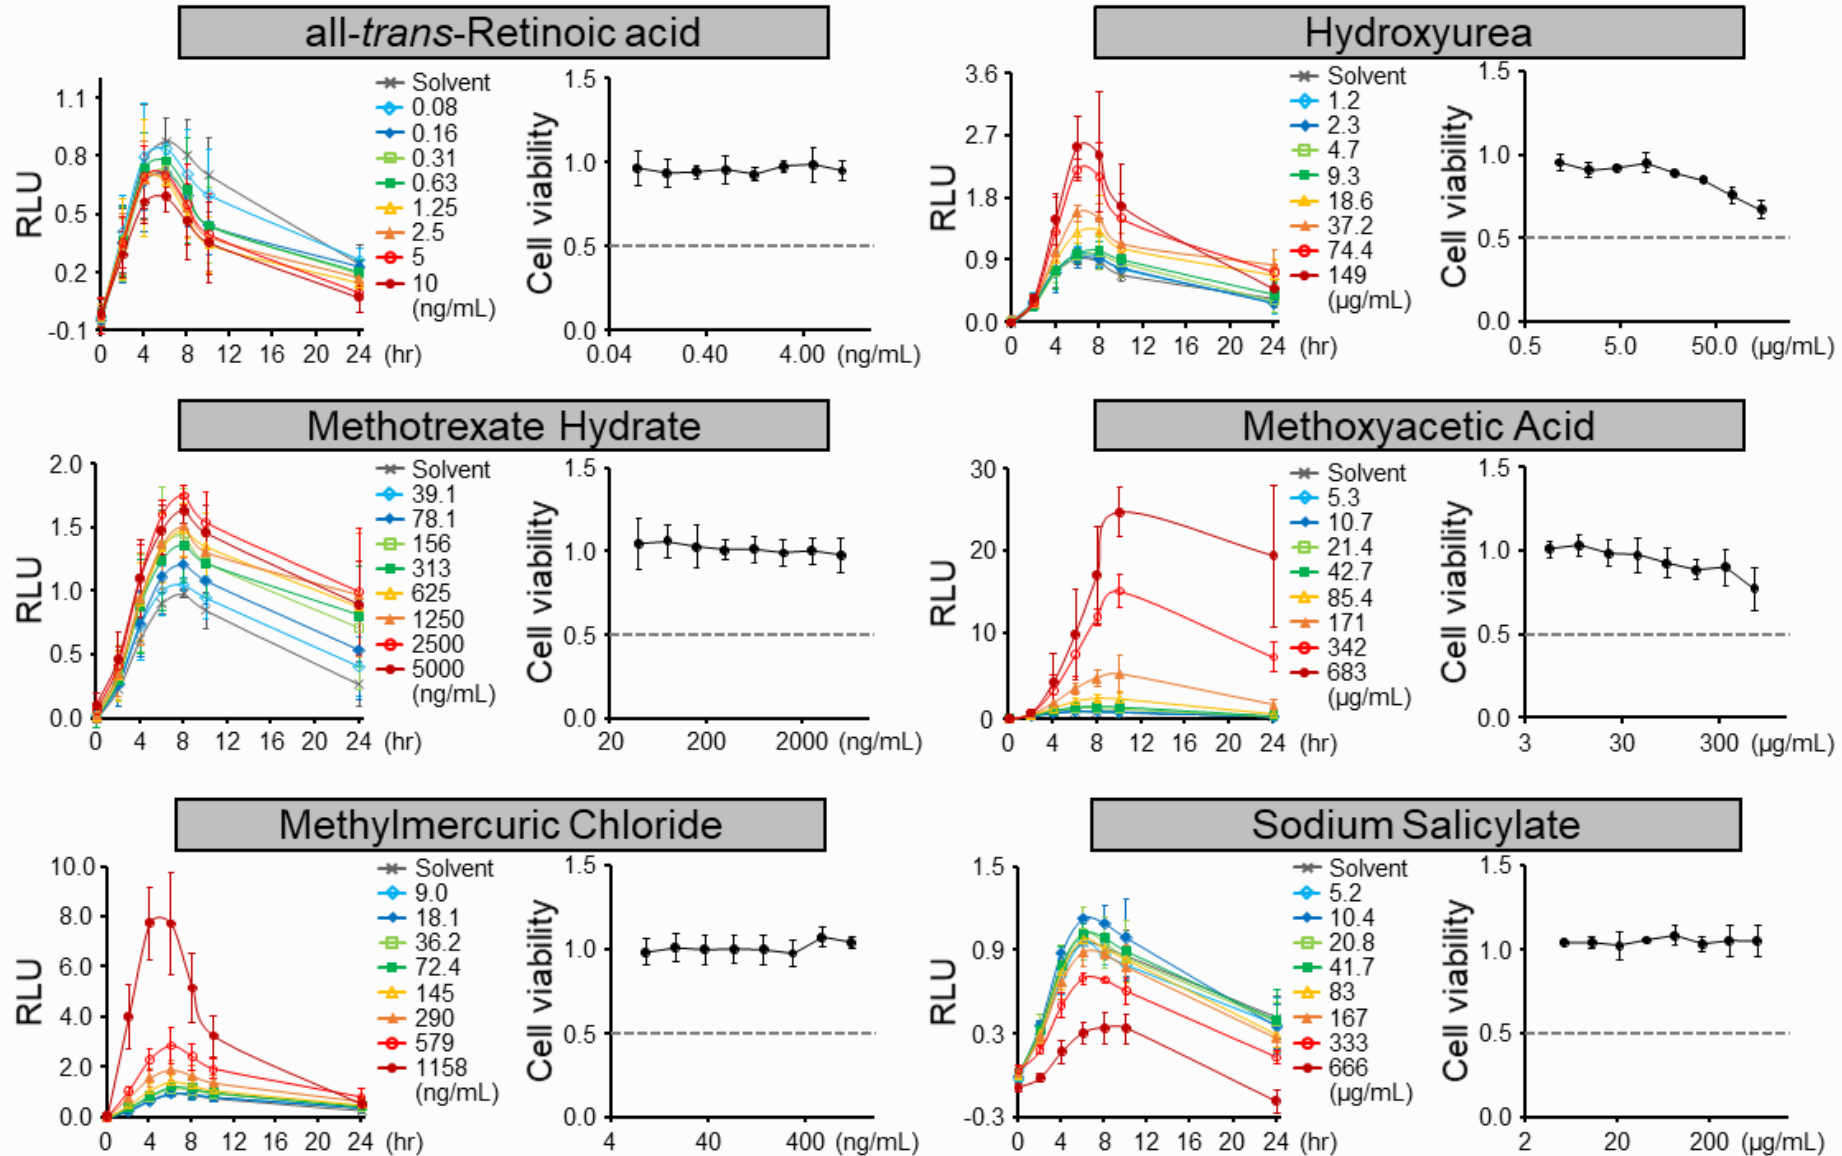 all-trans-Retinoic acid
RLU
1.1
0.8
0.5
0.2
-0.1
0 4 8 12 16 20 24 (hr)
Solvent
0.08
0.16
0.31
0.63
1.25
2.5
5
10
(ng/mL)
Cell viability
1.5
1.0
0.5
0.0
0.04 0.40 4.00 (ng/mL)
Hydroxyurea
RLU
3.6
2.7
1.8
0.9
0.0
0 4 8 12 16 20 24 (hr)
Solvent
1.2
2.3
4.7
9.3
18.6
37.2
74.4
149
(µg/mL)
Cell viability
1.5
1.0
0.5
0.0
0.5 5.0 50.0 (µg/mL)
Methotrexate Hydrate
RLU
2.0
1.5
1.0
0.5
0.0
0 4 8 12 16 20 24 (hr)
Solvent
39.1
78.1
156
313
625
1250
2500
5000
(ng/mL)
Cell viability
1.5
1.0
0.5
0.0
20 200 2000 (ng/mL)
Methoxyacetic Acid
RLU
30
20
10
0
0 4 8 12 16 20 24 (hr)
Solvent
5.3
10.7
21.4
42.7
85.4
171
342
683
(µg/mL)
Cell viability
1.5
1.0
0.5
0.0
3 30 300 (µg/mL)
Methylmercuric Chloride
RLU
10.0
8.0
6.0
4.0
2.0
0.0
0 4 8 12 16 20 24 (hr)
Solvent
9.0
18.1
36.2
72.4
145
290
579
1158
(ng/mL)
Cell viability
1.5
1.0
0.5
0.0
4 40 400 (ng/mL)
Sodium Salicylate
RLU
1.5
0.9
0.3
-0.3
0 4 8 12 16 20 24 (hr)
Solvent
5.2
10.4
20.8
41.7
83
167
333
666
(µg/mL)
Cell viability
1.5
1.0
0.5
0.0
2 20 200 (µg/mL)